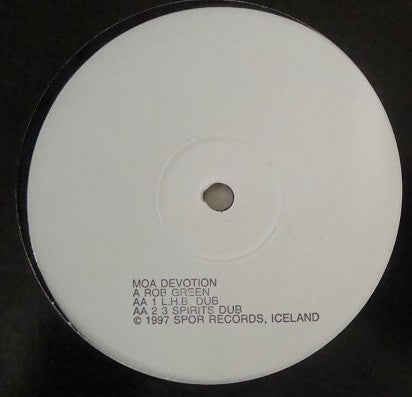 MOA DEVOTION
A ROB GREEN
AA 1 L.H.B. DUB
AA 2 3 SPIRITS DUB
© 1997 SPOR RECORDS, ICELAND